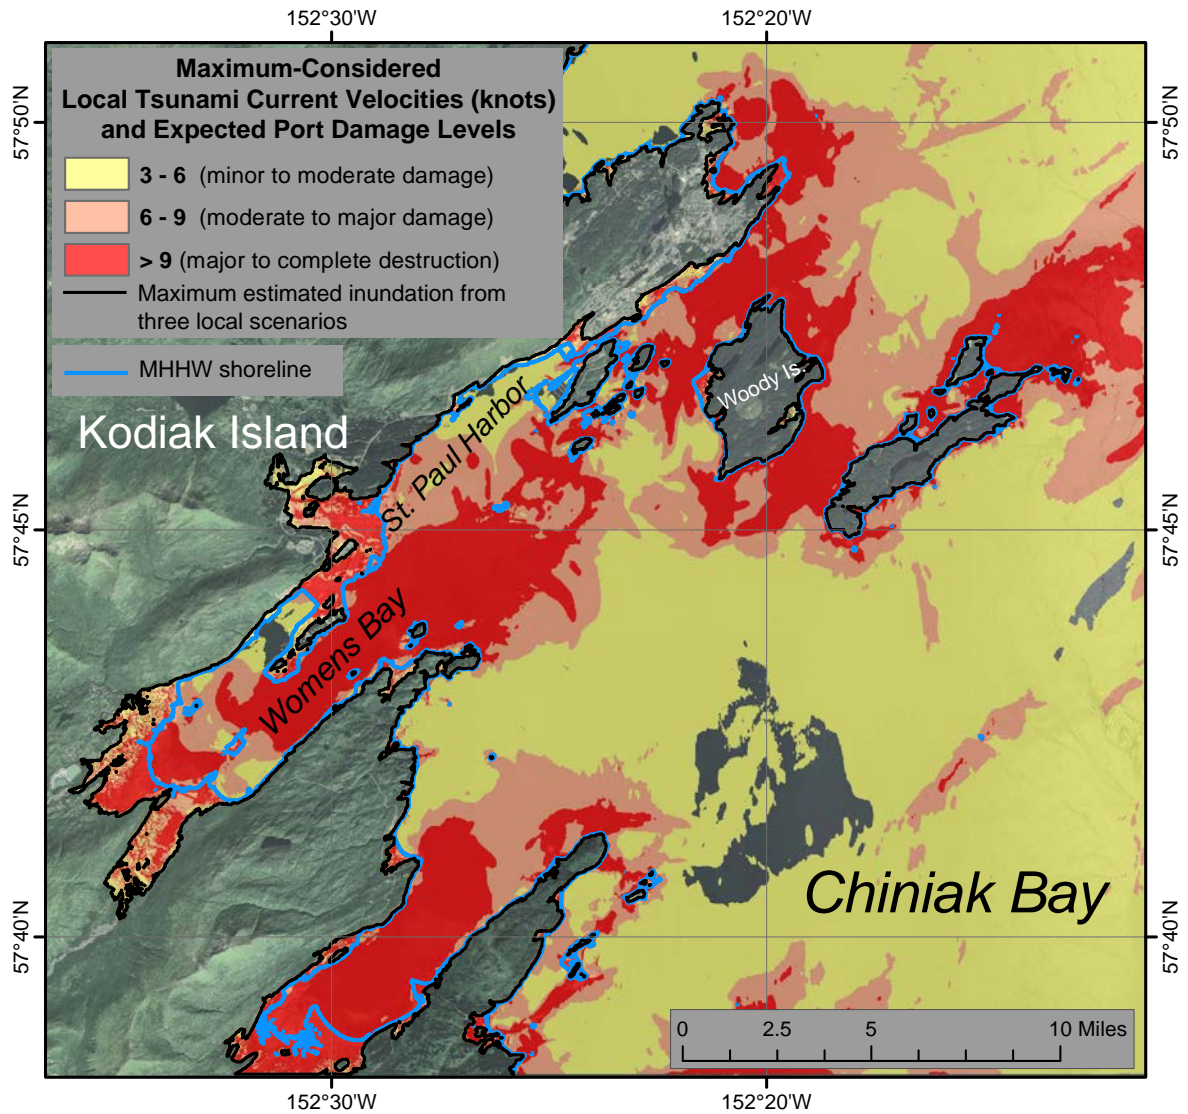 152°30'W 152°20'W
57°50'N 57°50'N
Maximum-Considered
Local Tsunami Current Velocities (knots)
and Expected Port Damage Levels
3 - 6 (minor to moderate damage)
6 - 9 (moderate to major damage)
> 9 (major to complete destruction)
Maximum estimated inundation from
three local scenarios
MHHW shoreline
Kodiak Island
Woody Is.
St. Paul Harbor
57°45'N 57°45'N
Womens Bay
Chiniak Bay
57°40'N 57°40'N
0 2.5 5 10 Miles
152°30'W 152°20'W